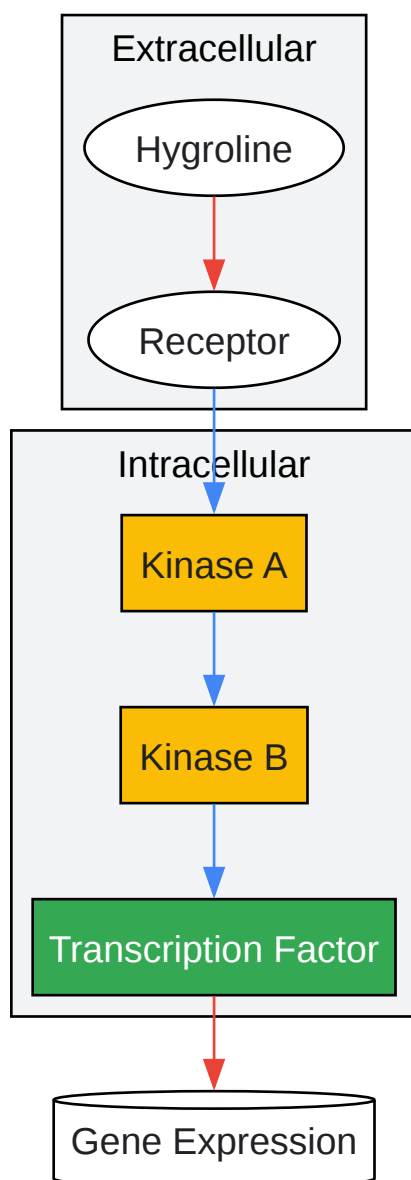 Extracellular
Hygroline
Receptor
Intracellular
Kinase A
Kinase B
Transcription Factor
Gene Expression